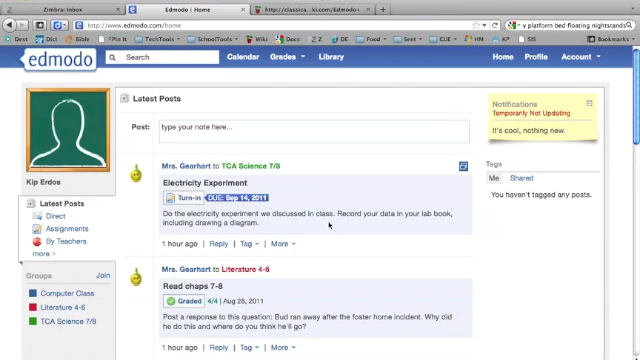 Zimbra: Inbox
Edmodo | Home
http://classica...ki.com/Edmodo
http://www.edmodo.com/home
y platform bed floating nightstands
Dest
Dict
B
Pin It
TechTools
SchoolTools
Wiki
Docs
TC
Food
Sent
CUE
HM
KP
SIS
Bookmarks
edmodo
Search
Calendar
Grades
Library
Home
Profile
Account
Kip Erdos
Latest Posts
Direct
Assignments
By Teachers
more
Groups
Join
Computer Class
Literature 4-6
TCA Science 7/8
Latest Posts
Post:
type your note here...
Mrs. Gearhart to TCA Science 7/8
Electricity Experiment
Turn-in DUE: Sep 14, 2011
Do the electricity experiment we discussed in class. Record your data in your lab book,
including drawing a diagram.
1 hour ago | Reply | Tag | More
Mrs. Gearhart to Literature 4-6
Read chaps 7-8
Graded 4/4 | Aug 28, 2011
Post a response to this question: Bud ran away after the foster home incident. Why did
he do this and where do you think he'll go?
1 hour ago | Reply | Tag | More
Notifications
Temporarily Not Updating
It's cool, nothing new.
Tags
Me
Shared
You haven't tagged any posts.